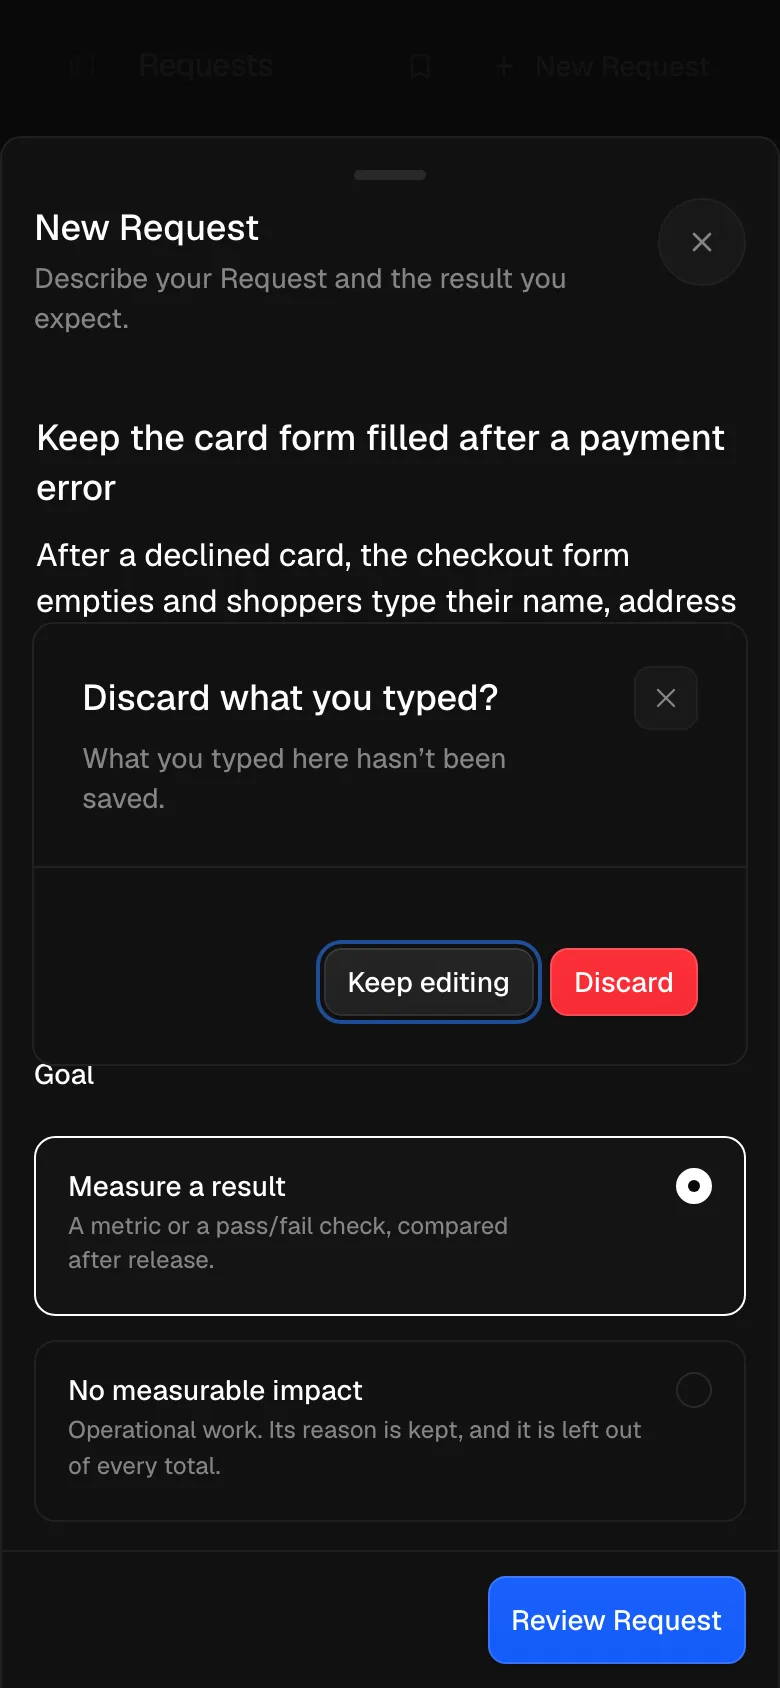 Requests
New Request
New Request
Describe your Request and the result you
expect.
Keep the card form filled after a payment
error
After a declined card, the checkout form
empties and shoppers type their name, address
Discard what you typed?
What you typed here hasn’t been
saved.
Keep editing
Discard
Goal
Measure a result
A metric or a pass/fail check, compared
after release.
No measurable impact
Operational work. Its reason is kept, and it is left out
of every total.
Review Request